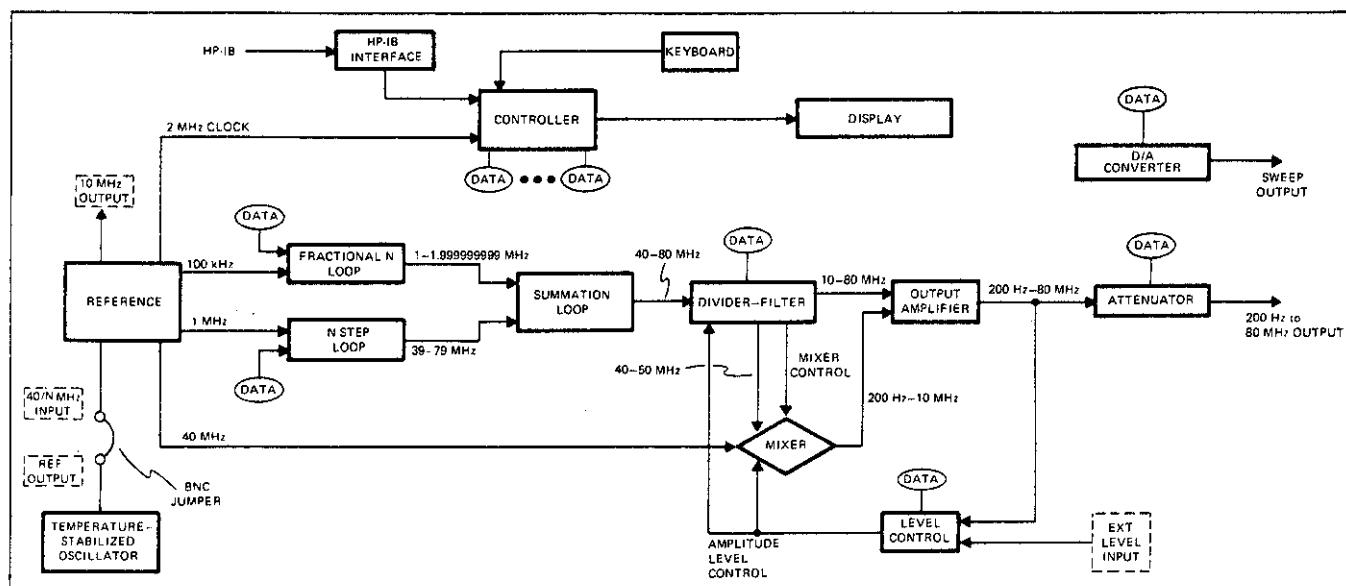 HP-IB
HP-IB
INTERFACE
KEYBOARD
CONTROLLER
DISPLAY
2 MHz CLOCK
DATA
DATA
DATA
D/A
CONVERTER
SWEEP
OUTPUT
10 MHz
OUTPUT
REFERENCE
DATA
100 kHz
FRACTIONAL N
LOOP
1-1.999999999 MHz
1 MHz
N STEP
LOOP
39-79 MHz
DATA
SUMMATION
LOOP
40-80 MHz
DATA
DIVIDER-FILTER
10-80 MHz
OUTPUT
AMPLIFIER
200 Hz-80 MHz
DATA
ATTENUATOR
200 Hz to
80 MHz OUTPUT
40-50 MHz
MIXER
CONTROL
200 Hz-10 MHz
40 MHz
MIXER
40/N MHz
INPUT
REF
OUTPUT
BNC
JUMPER
TEMPERATURE-
STABILIZED
OSCILLATOR
AMPLITUDE
LEVEL
CONTROL
DATA
LEVEL
CONTROL
EXT
LEVEL
INPUT